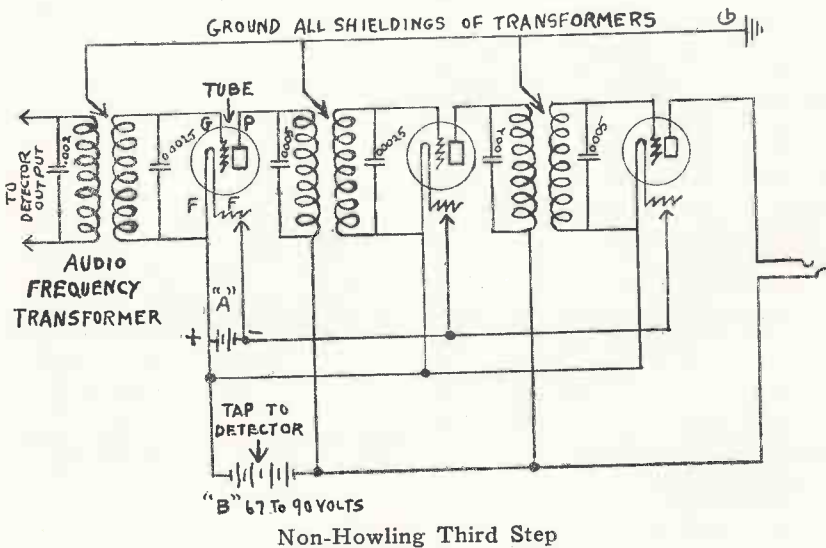 GROUND ALL SHIELDINGS OF TRANSFORMERS
TUBE
G P
.002
.00025
.0005
.00025
.002
.0005
TO DETECTOR OUTPUT
F F
AUDIO
FREQUENCY
TRANSFORMER
"A"
+ -
TAP TO
DETECTOR
"B" 67 TO 90 VOLTS
Non-Howling Third Step